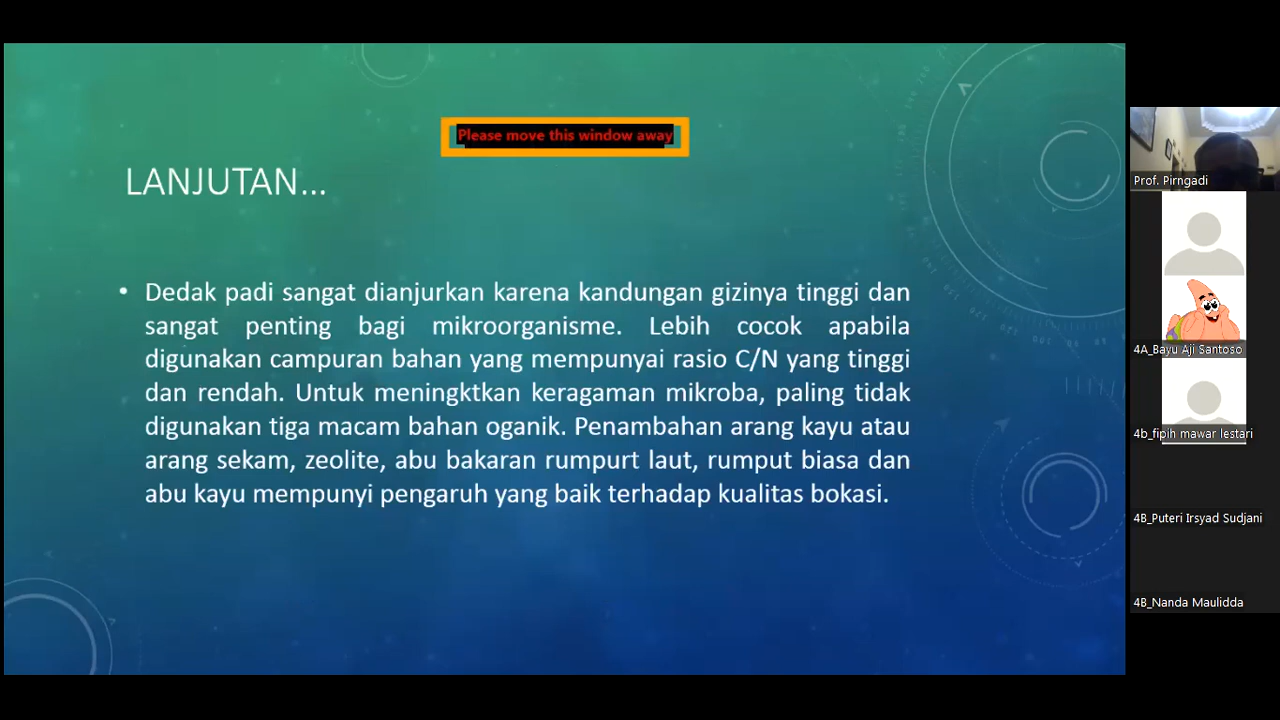 Please move this window away
LANJUTAN...
• Dedak padi sangat dianjurkan karena kandungan gizinya tinggi dan
sangat penting bagi mikroorganisme. Lebih cocok apabila
digunakan campuran bahan yang mempunyai rasio C/N yang tinggi
dan rendah. Untuk meningktkan keragaman mikroba, paling tidak
digunakan tiga macam bahan oganik. Penambahan arang kayu atau
arang sekam, zeolite, abu bakaran rumpurt laut, rumput biasa dan
abu kayu mempunyi pengaruh yang baik terhadap kualitas bokasi.
Prof. Pirngadi
4A_Bayu Aji Santoso
4b_fipih mawar lestari
4B_Puteri Irsyad Sudjani
4B_Nanda Maulidda